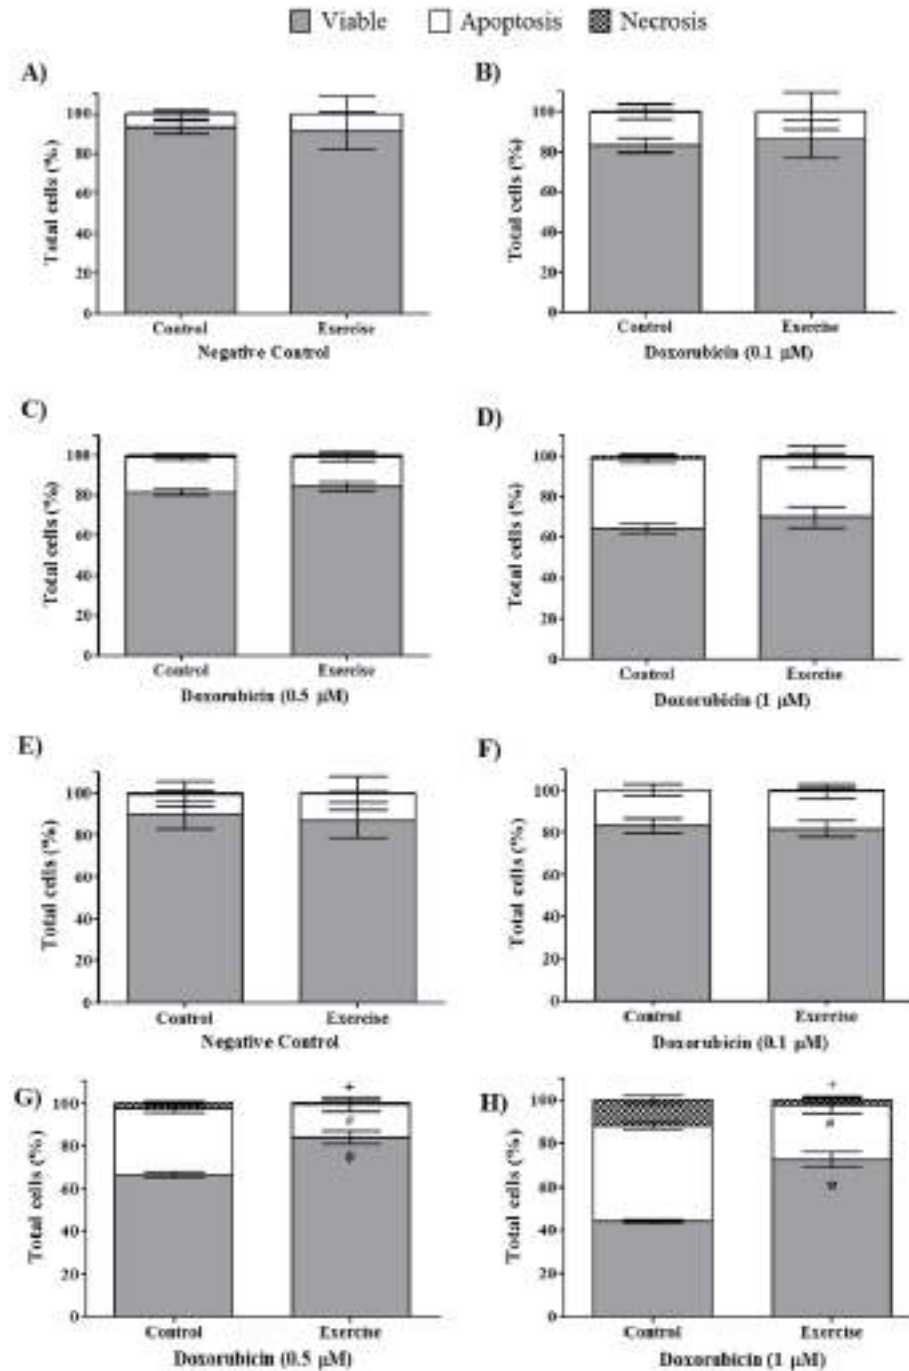 Viable Apoptosis Necrosis
A)
Total cells (%)
100
80
60
40
20
0
Control Exercise
Negative Control
B)
Total cells (%)
100
80
60
40
20
0
Control Exercise
Doxorubicin (0.1 µM)
C)
Total cells (%)
100
80
60
40
20
0
Control Exercise
Doxorubicin (0.5 µM)
D)
Total cells (%)
100
80
60
40
20
0
Control Exercise
Doxorubicin (1 µM)
E)
Total cells (%)
100
80
60
40
20
0
Control Exercise
Negative Control
F)
Total cells (%)
100
80
60
40
20
0
Control Exercise
Doxorubicin (0.1 µM)
G)
Total cells (%)
100
80
60
40
20
0
+
Control Exercise
Doxorubicin (0.5 µM)
H)
Total cells (%)
100
80
60
40
20
0
+
#
Control Exercise
Doxorubicin (1 µM)